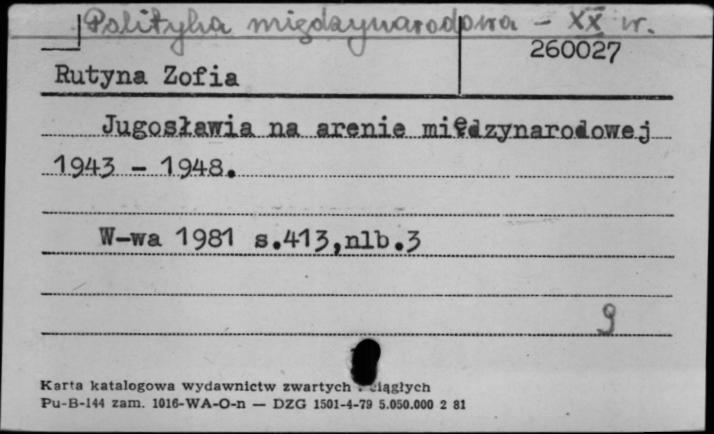 Polityka międzynarodowa - XX w.
260027
Rutyna Zofia
Jugosławia na arenie międzynarodowej
1943 - 1948.
W-wa 1981 s.413,nlb.3
9
Karta katalogowa wydawnictw zwartych i ciągłych
Pu-B-144 zam. 1016-WA-O-n — DZG 1501-4-79 5.050.000 2 81